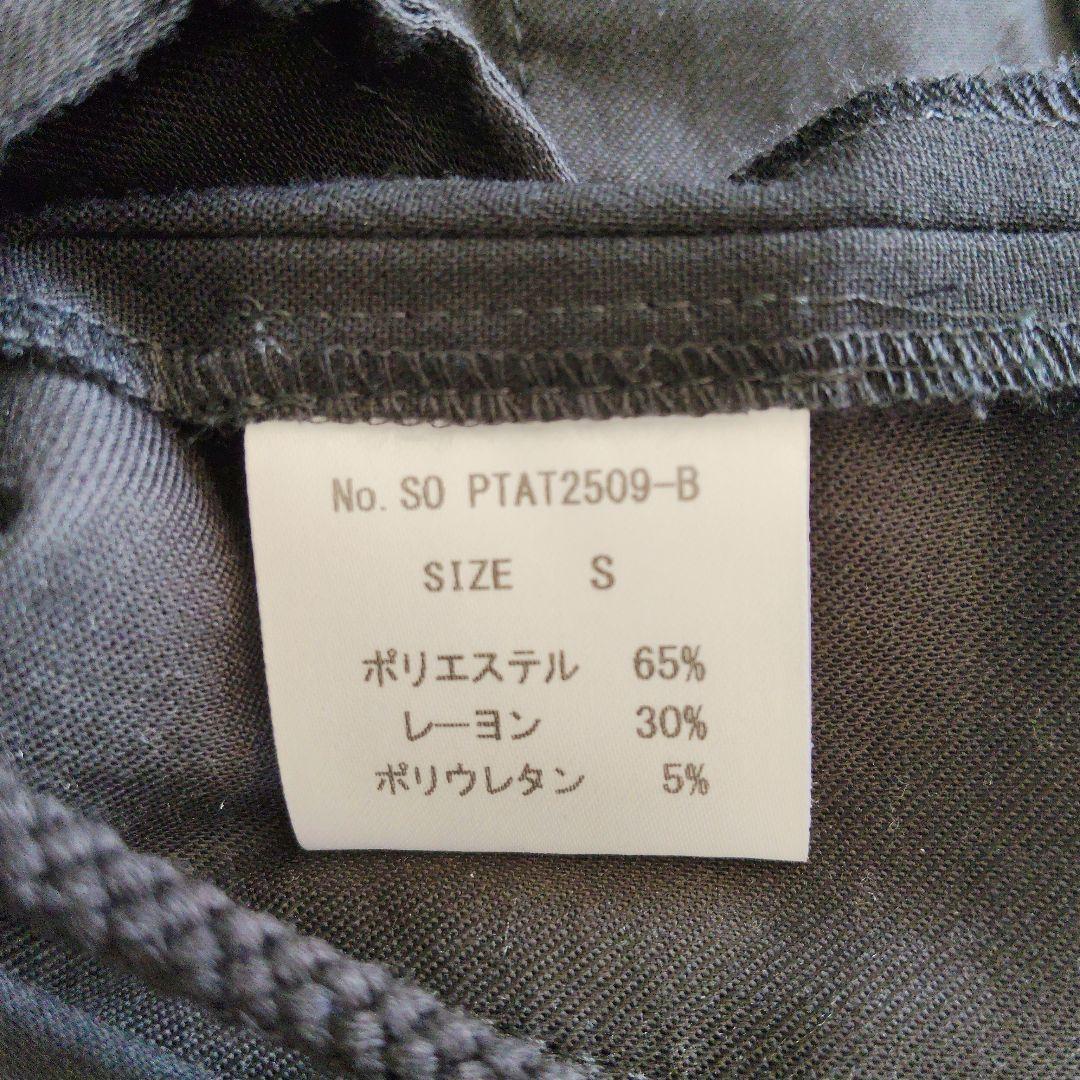 No. SO PTAT2509-B
SIZE S
ポリエステル 65%
レーヨン 30%
ポリウレタン 5%